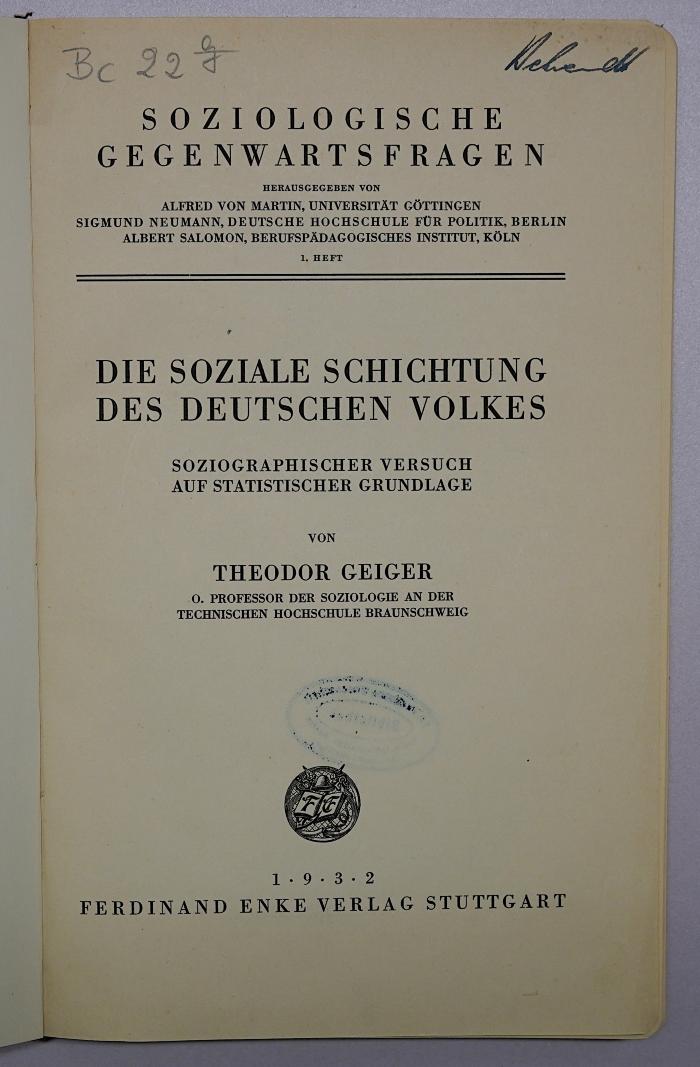 Bc 22
SOZIOLOGISCHE
GEGENWARTSFRAGEN
HERAUSGEGEBEN VON
ALFRED VON MARTIN, UNIVERSITÄT GÖTTINGEN
SIGMUND NEUMANN, DEUTSCHE HOCHSCHULE FÜR POLITIK, BERLIN
ALBERT SALOMON, BERUFSPÄDAGOGISCHES INSTITUT, KÖLN
1. HEFT
DIE SOZIALE SCHICHTUNG
DES DEUTSCHEN VOLKES
SOZIOGRAPHISCHER VERSUCH
AUF STATISTISCHER GRUNDLAGE
VON
THEODOR GEIGER
O. PROFESSOR DER SOZIOLOGIE AN DER
TECHNISCHEN HOCHSCHULE BRAUNSCHWEIG
F E
1 · 9 · 3 · 2
FERDINAND ENKE VERLAG STUTTGART